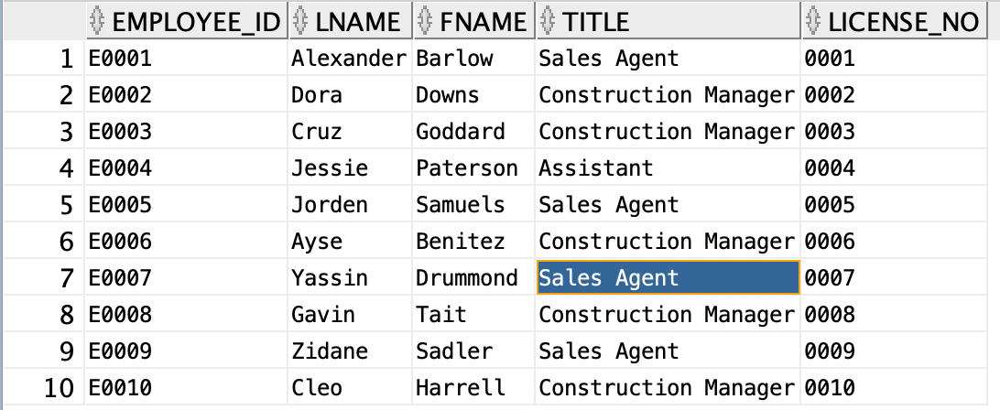 EMPLOYEE_ID LNAME FNAME TITLE LICENSE_NO
1 E0001 Alexander Barlow Sales Agent 0001
2 E0002 Dora Downs Construction Manager 0002
3 E0003 Cruz Goddard Construction Manager 0003
4 E0004 Jessie Paterson Assistant 0004
5 E0005 Jorden Samuels Sales Agent 0005
6 E0006 Ayse Benitez Construction Manager 0006
7 E0007 Yassin Drummond Sales Agent 0007
8 E0008 Gavin Tait Construction Manager 0008
9 E0009 Zidane Sadler Sales Agent 0009
10 E0010 Cleo Harrell Construction Manager 0010